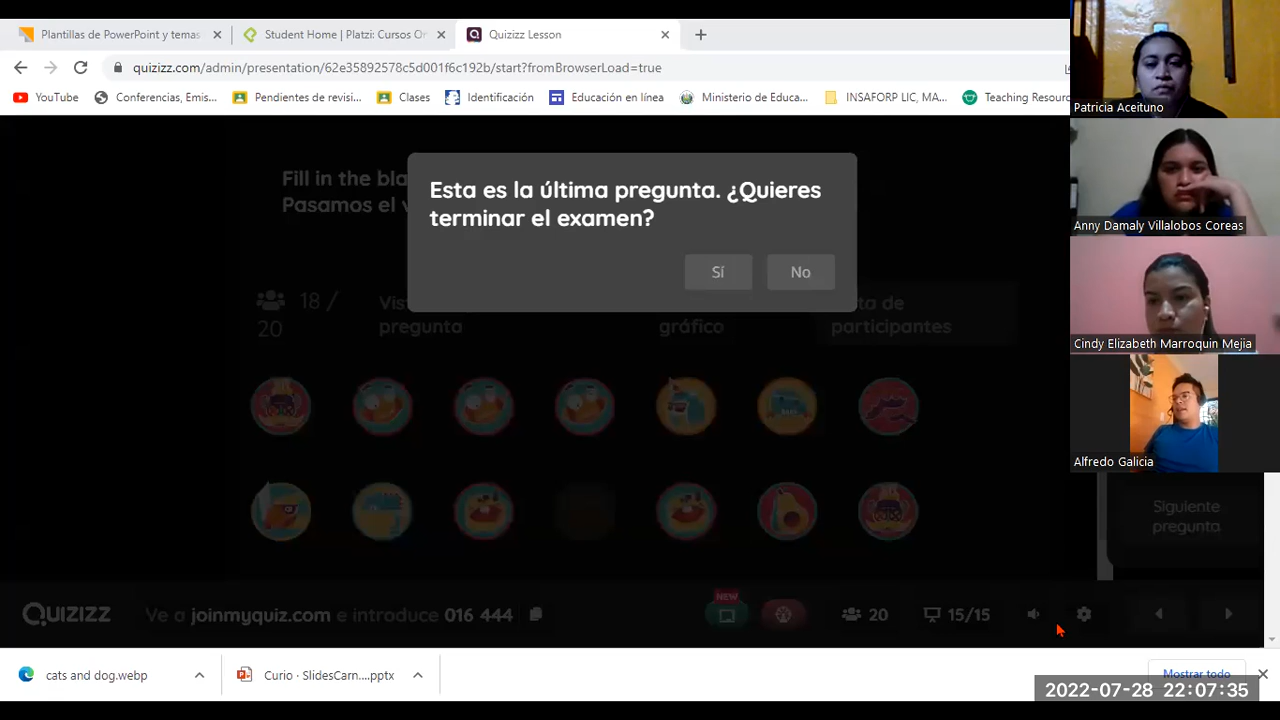 Plantillas de PowerPoint y temas
Student Home | Platzi: Cursos On
Quizizz Lesson
quizizz.com/admin/presentation/62e35892578c5d001f6c192b/start?fromBrowserLoad=true
YouTube
Conferencias, Emis...
Pendientes de revisi...
Clases
Identificación
Educación en línea
Ministerio de Educa...
INSAFORP LIC, MA...
Teaching Resour
Patricia Aceituno
Anny Damaly Villalobos Coreas
Cindy Elizabeth Marroquin Mejia
Alfredo Galicia
Fill in the bla
Pasamos el v
Esta es la última pregunta. ¿Quieres
terminar el examen?
Sí
No
18 /
20
Vis
pregunta
gráfico
ta de
participantes
Siguiente
pregunta
QUIZIZZ
Ve a joinmyquiz.com e introduce 016 444
NEW
20
15/15
cats and dog.webp
Curio · SlidesCarn....pptx
Mostrar todo
2022-07-28 22:07:35